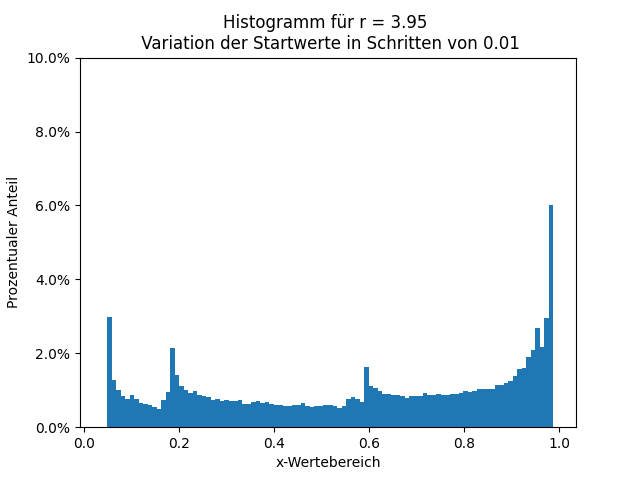 Histogramm für r = 3.95
Variation der Startwerte in Schritten von 0.01
10.0%
8.0%
6.0%
4.0%
2.0%
0.0%
Prozentualer Anteil
0.0 0.2 0.4 0.6 0.8 1.0
x-Wertebereich